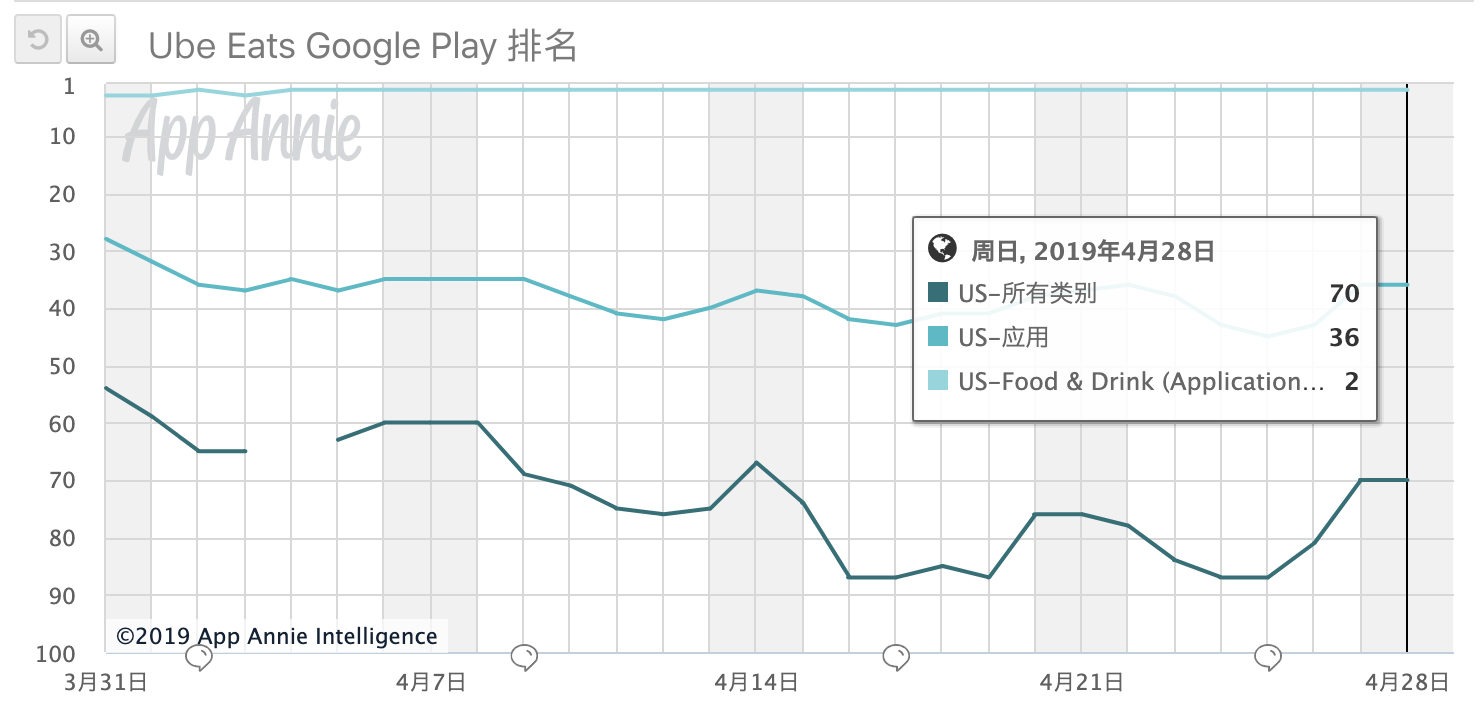 Ube Eats Google Play 排名
1
10
20
30
40
50
60
70
80
90
100
App Annie
周日, 2019年4月28日
US-所有类别 70
US-应用 36
US-Food & Drink (Application... 2
©2019 App Annie Intelligence
3月31日 4月7日 4月14日 4月21日 4月28日